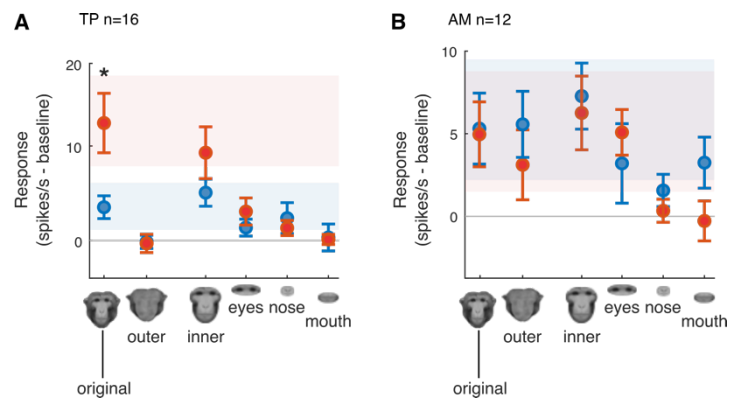 A
TP n=16
20
*
10
0
Response
(spikes/s - baseline)
eyes nose
mouth
outer
inner
original
B
AM n=12
10
5
0
Response
(spikes/s - baseline)
eyes nose
mouth
outer
inner
original